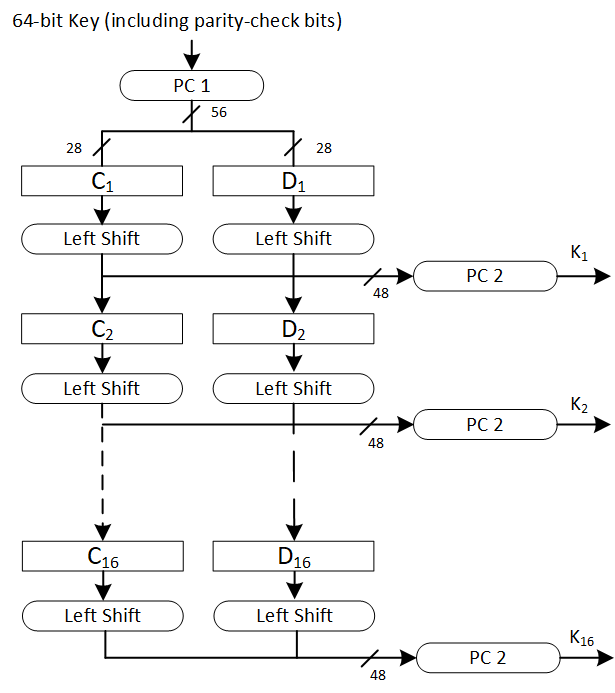 64-bit Key (including parity-check bits)
PC 1
56
28
28
C1
D1
Left Shift
Left Shift
K1
PC 2
48
C2
D2
Left Shift
Left Shift
K2
PC 2
48
C16
D16
Left Shift
Left Shift
K16
PC 2
48